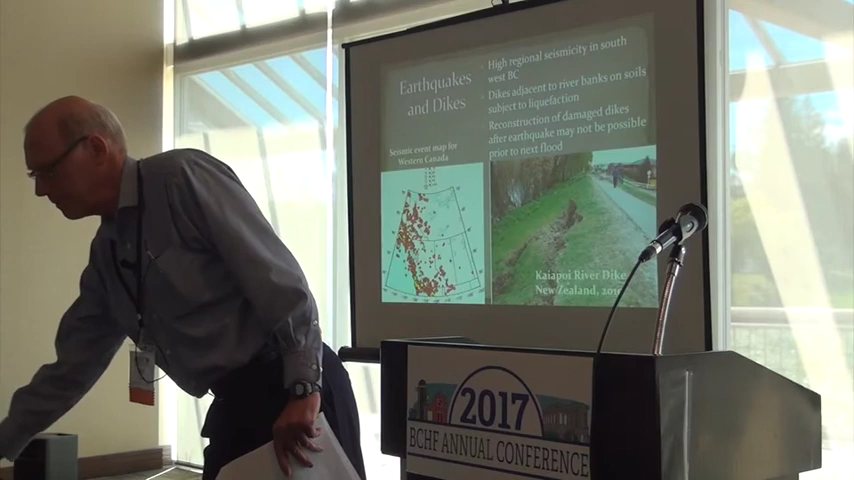 Earthquakes
and Dikes
High regional seismicity in south
west BC
Dikes adjacent to river banks on soils
subject to liquefaction
Reconstruction of damaged dikes
after earthquake may not be possible
prior to next flood
Seismic event map for
Western Canada
Kaiapoi River Dike
New Zealand, 201
2017
BCHF ANNUAL CONFERENCE